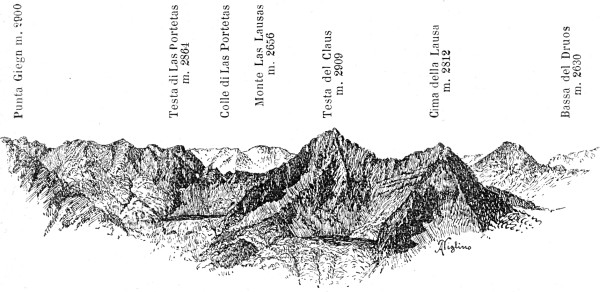 Punta Giegn m. 2900
Testa di Las Portetas
m. 2864
Colle di Las Portetas
Monte Las Lausas
m. 2656
Testa del Claus
m. 2909
Cima della Lausa
m. 2812
Bassa del Druos
m. 2630
AViglino